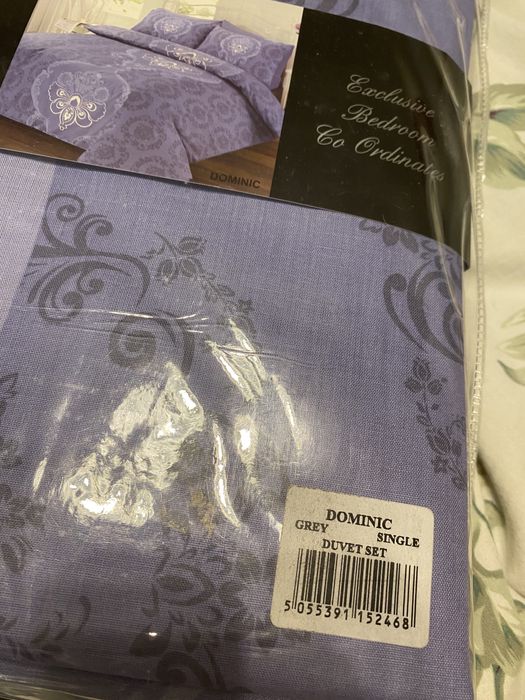 Exclusive
Bedroom
Co Ordinates
DOMINIC
DOMINIC
GREY SINGLE
DUVET SET
5 055391 152468